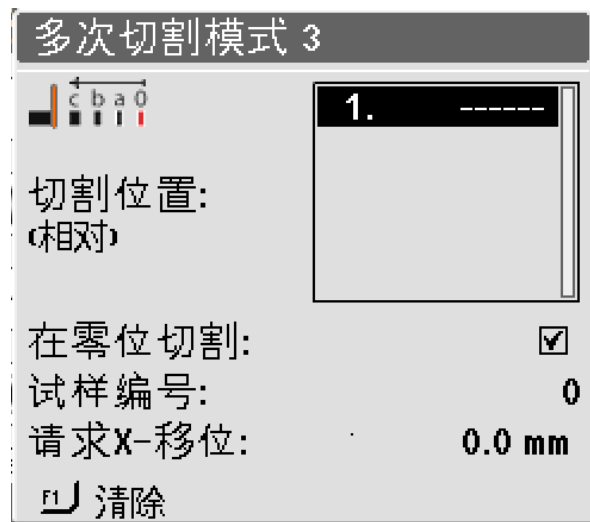 多次切割模式 3
c b a 0
1. ------
切割位置:
(相对)
在零位切割:
试样编号: 0
请求X-移位: 0.0 mm
F1 清除